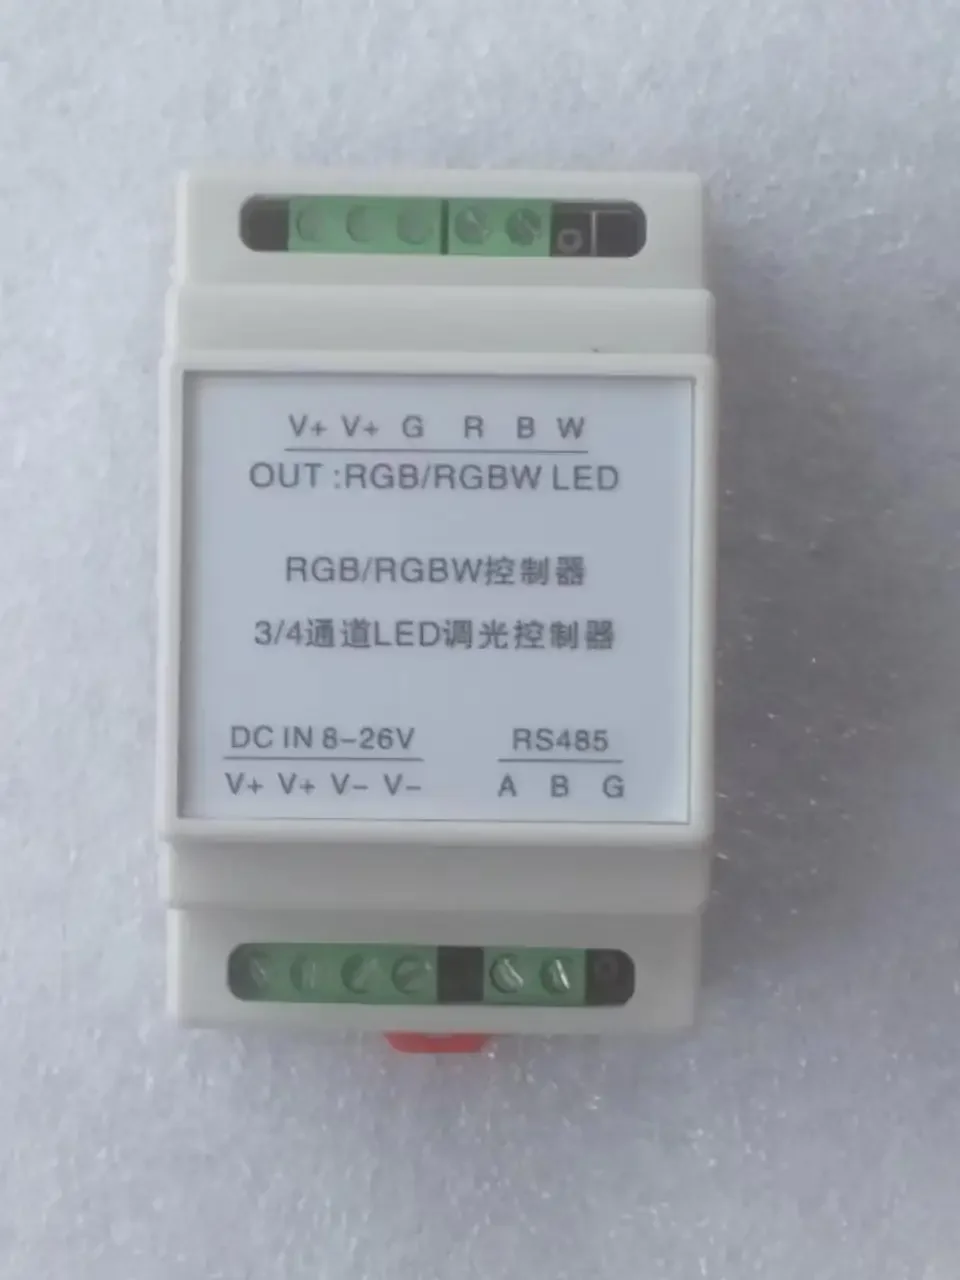 V+ V+ G R B W
OUT :RGB/RGBW LED
RGB/RGBW控制器
3/4通道LED调光控制器
DC IN 8-26V RS485
V+ V+ V- V- A B G